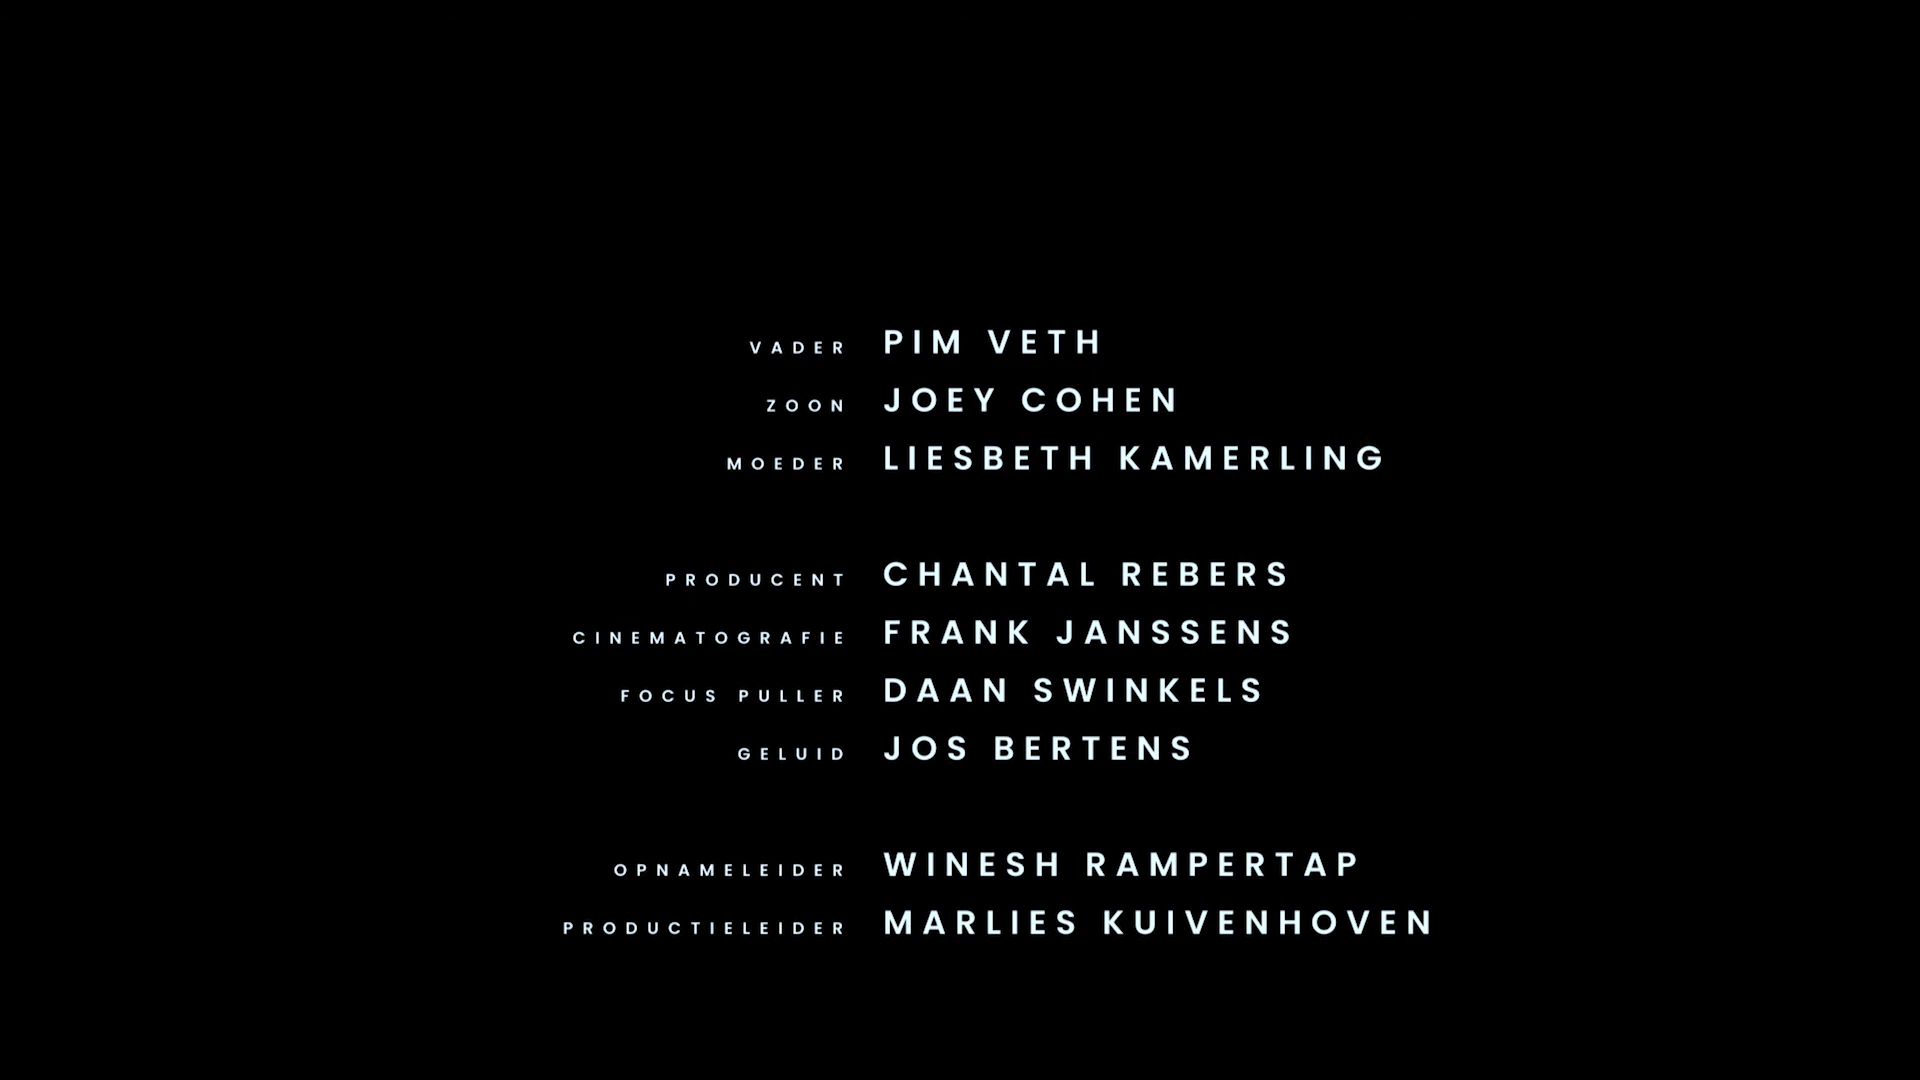 VADER PIM VETH
ZOON JOEY COHEN
MOEDER LIESBETH KAMERLING
PRODUCENT CHANTAL REBERS
CINEMATOGRAFIE FRANK JANSSENS
FOCUS PULLER DAAN SWINKELS
GELUID JOS BERTENS
OPNAMELEIDER WINESH RAMPERTAP
PRODUCTIELEIDER MARLIES KUIVENHOVEN